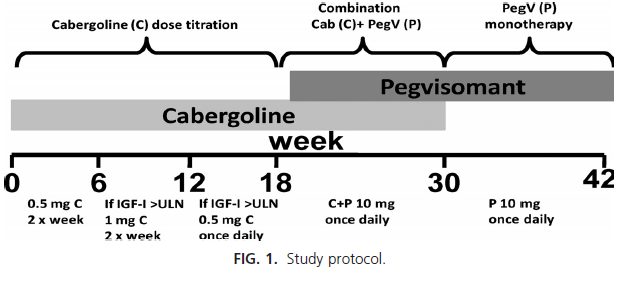 Cabergoline (C) dose titration
Combination
Cab (C)+ PegV (P)
PegV (P)
monotherapy
Pegvisomant
Cabergoline
week
0 6 12 18 30 42
0.5 mg C
2 x week
If IGF-I >ULN
1 mg C
2 x week
If IGF-I >ULN
0.5 mg C
once daily
C+P 10 mg
once daily
P 10 mg
once daily
FIG. 1. Study protocol.